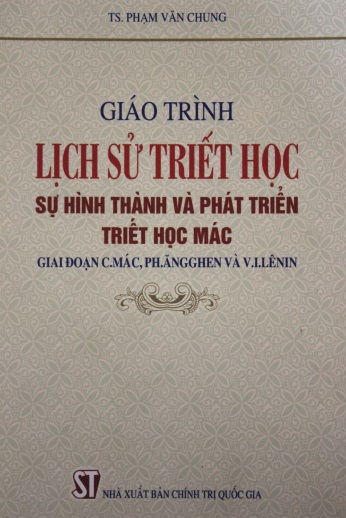 TS. PHẠM VĂN CHUNG
GIÁO TRÌNH
LỊCH SỬ TRIẾT HỌC
SỰ HÌNH THÀNH VÀ PHÁT TRIỂN
TRIẾT HỌC MÁC
GIAI ĐOẠN C.MÁC, PH.ĂNGGHEN VÀ V.I.LÊNIN
ST NHÀ XUẤT BẢN CHÍNH TRỊ QUỐC GIA